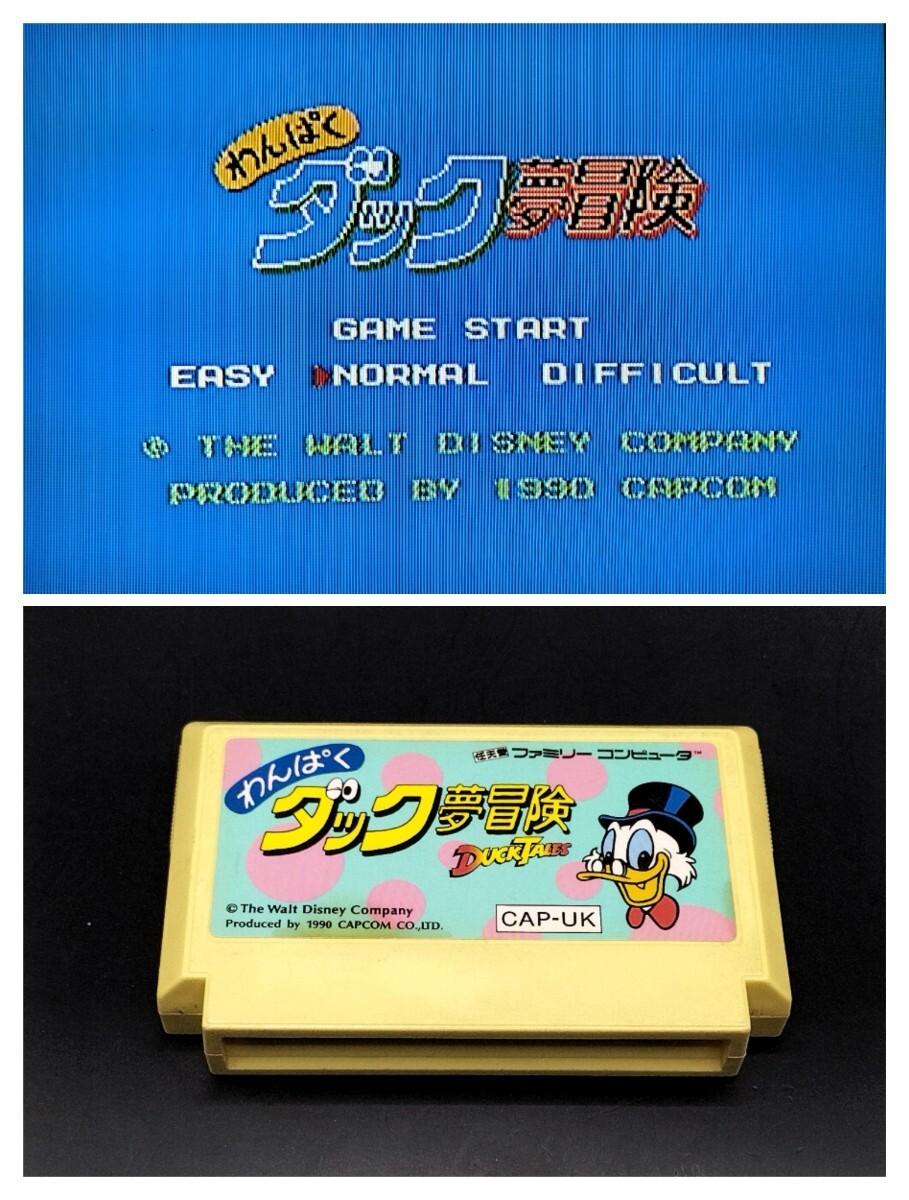 わんぱく
ダック夢冒険
GAME START
EASY NORMAL DIFFICULT
© THE WALT DISNEY COMPANY
PRODUCED BY 1990 CAPCOM
任天堂 ファミリー コンピュータ™
わんぱく
ダック夢冒険
DUCKTALES
© The Walt Disney Company
Produced by 1990 CAPCOM CO.,LTD.
CAP-UK